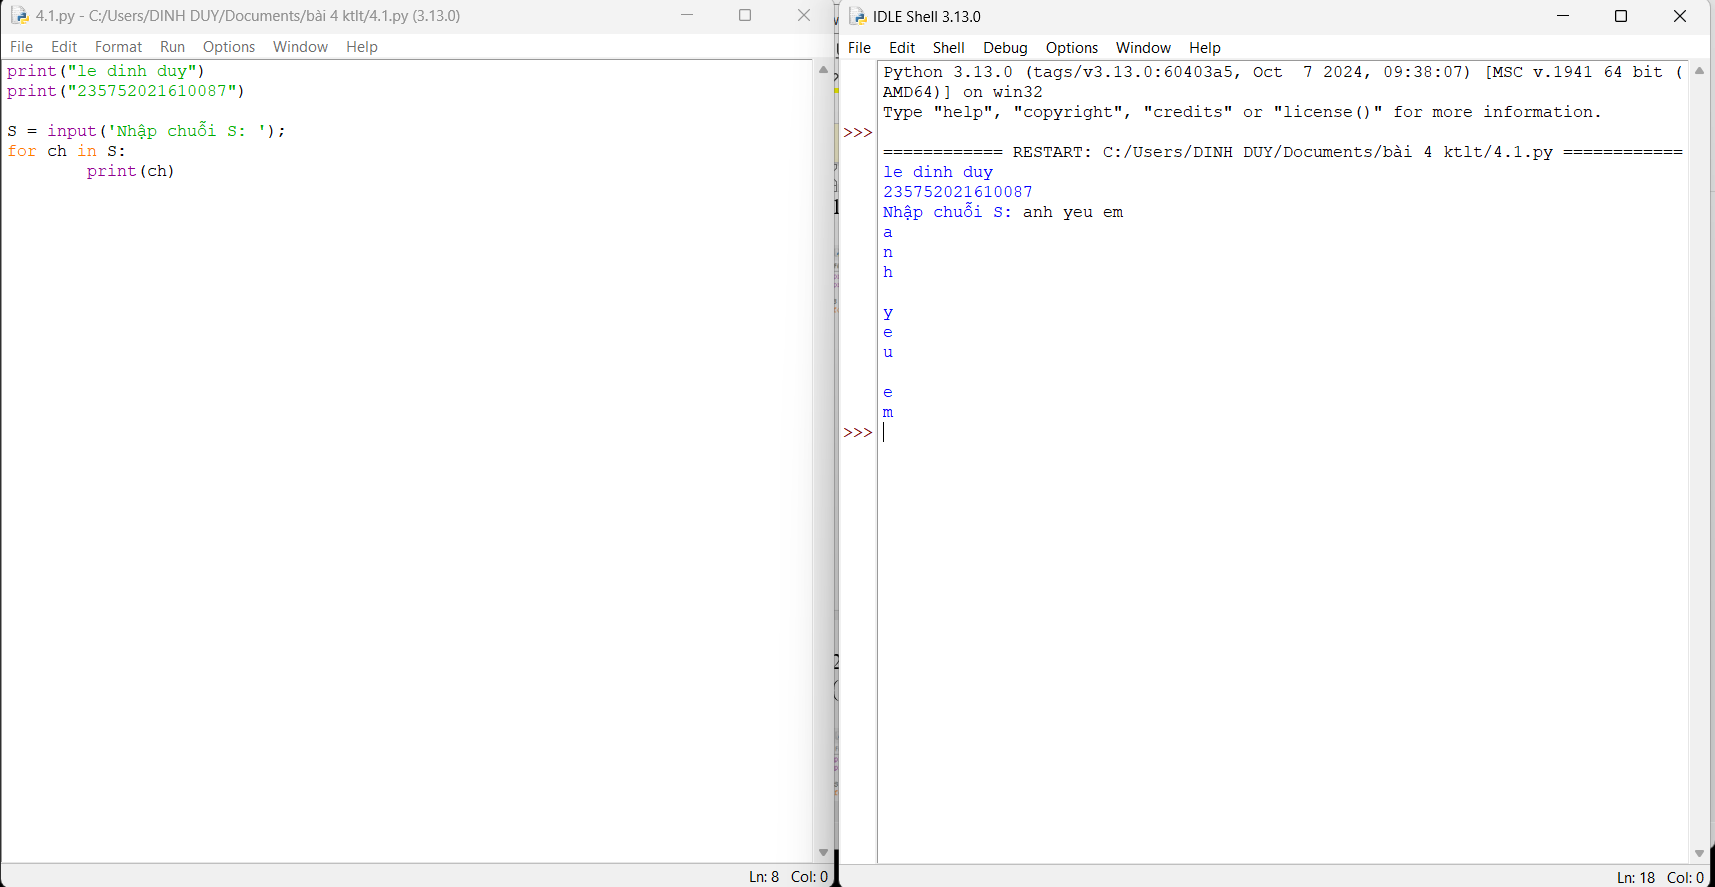 4.1.py - C:/Users/DINH DUY/Documents/bài 4 ktlt/4.1.py (3.13.0)
File Edit Format Run Options Window Help
print("le dinh duy")
print("235752021610087")
S = input('Nhập chuỗi S: ');
for ch in S:
        print(ch)
Ln: 8 Col: 0
IDLE Shell 3.13.0
File Edit Shell Debug Options Window Help
Python 3.13.0 (tags/v3.13.0:60403a5, Oct  7 2024, 09:38:07) [MSC v.1941 64 bit (
AMD64)] on win32
Type "help", "copyright", "credits" or "license()" for more information.
>>>
============ RESTART: C:/Users/DINH DUY/Documents/bài 4 ktlt/4.1.py ============
le dinh duy
235752021610087
Nhập chuỗi S: anh yeu em
a
n
h
y
e
u
e
m
>>>
Ln: 18 Col: 0